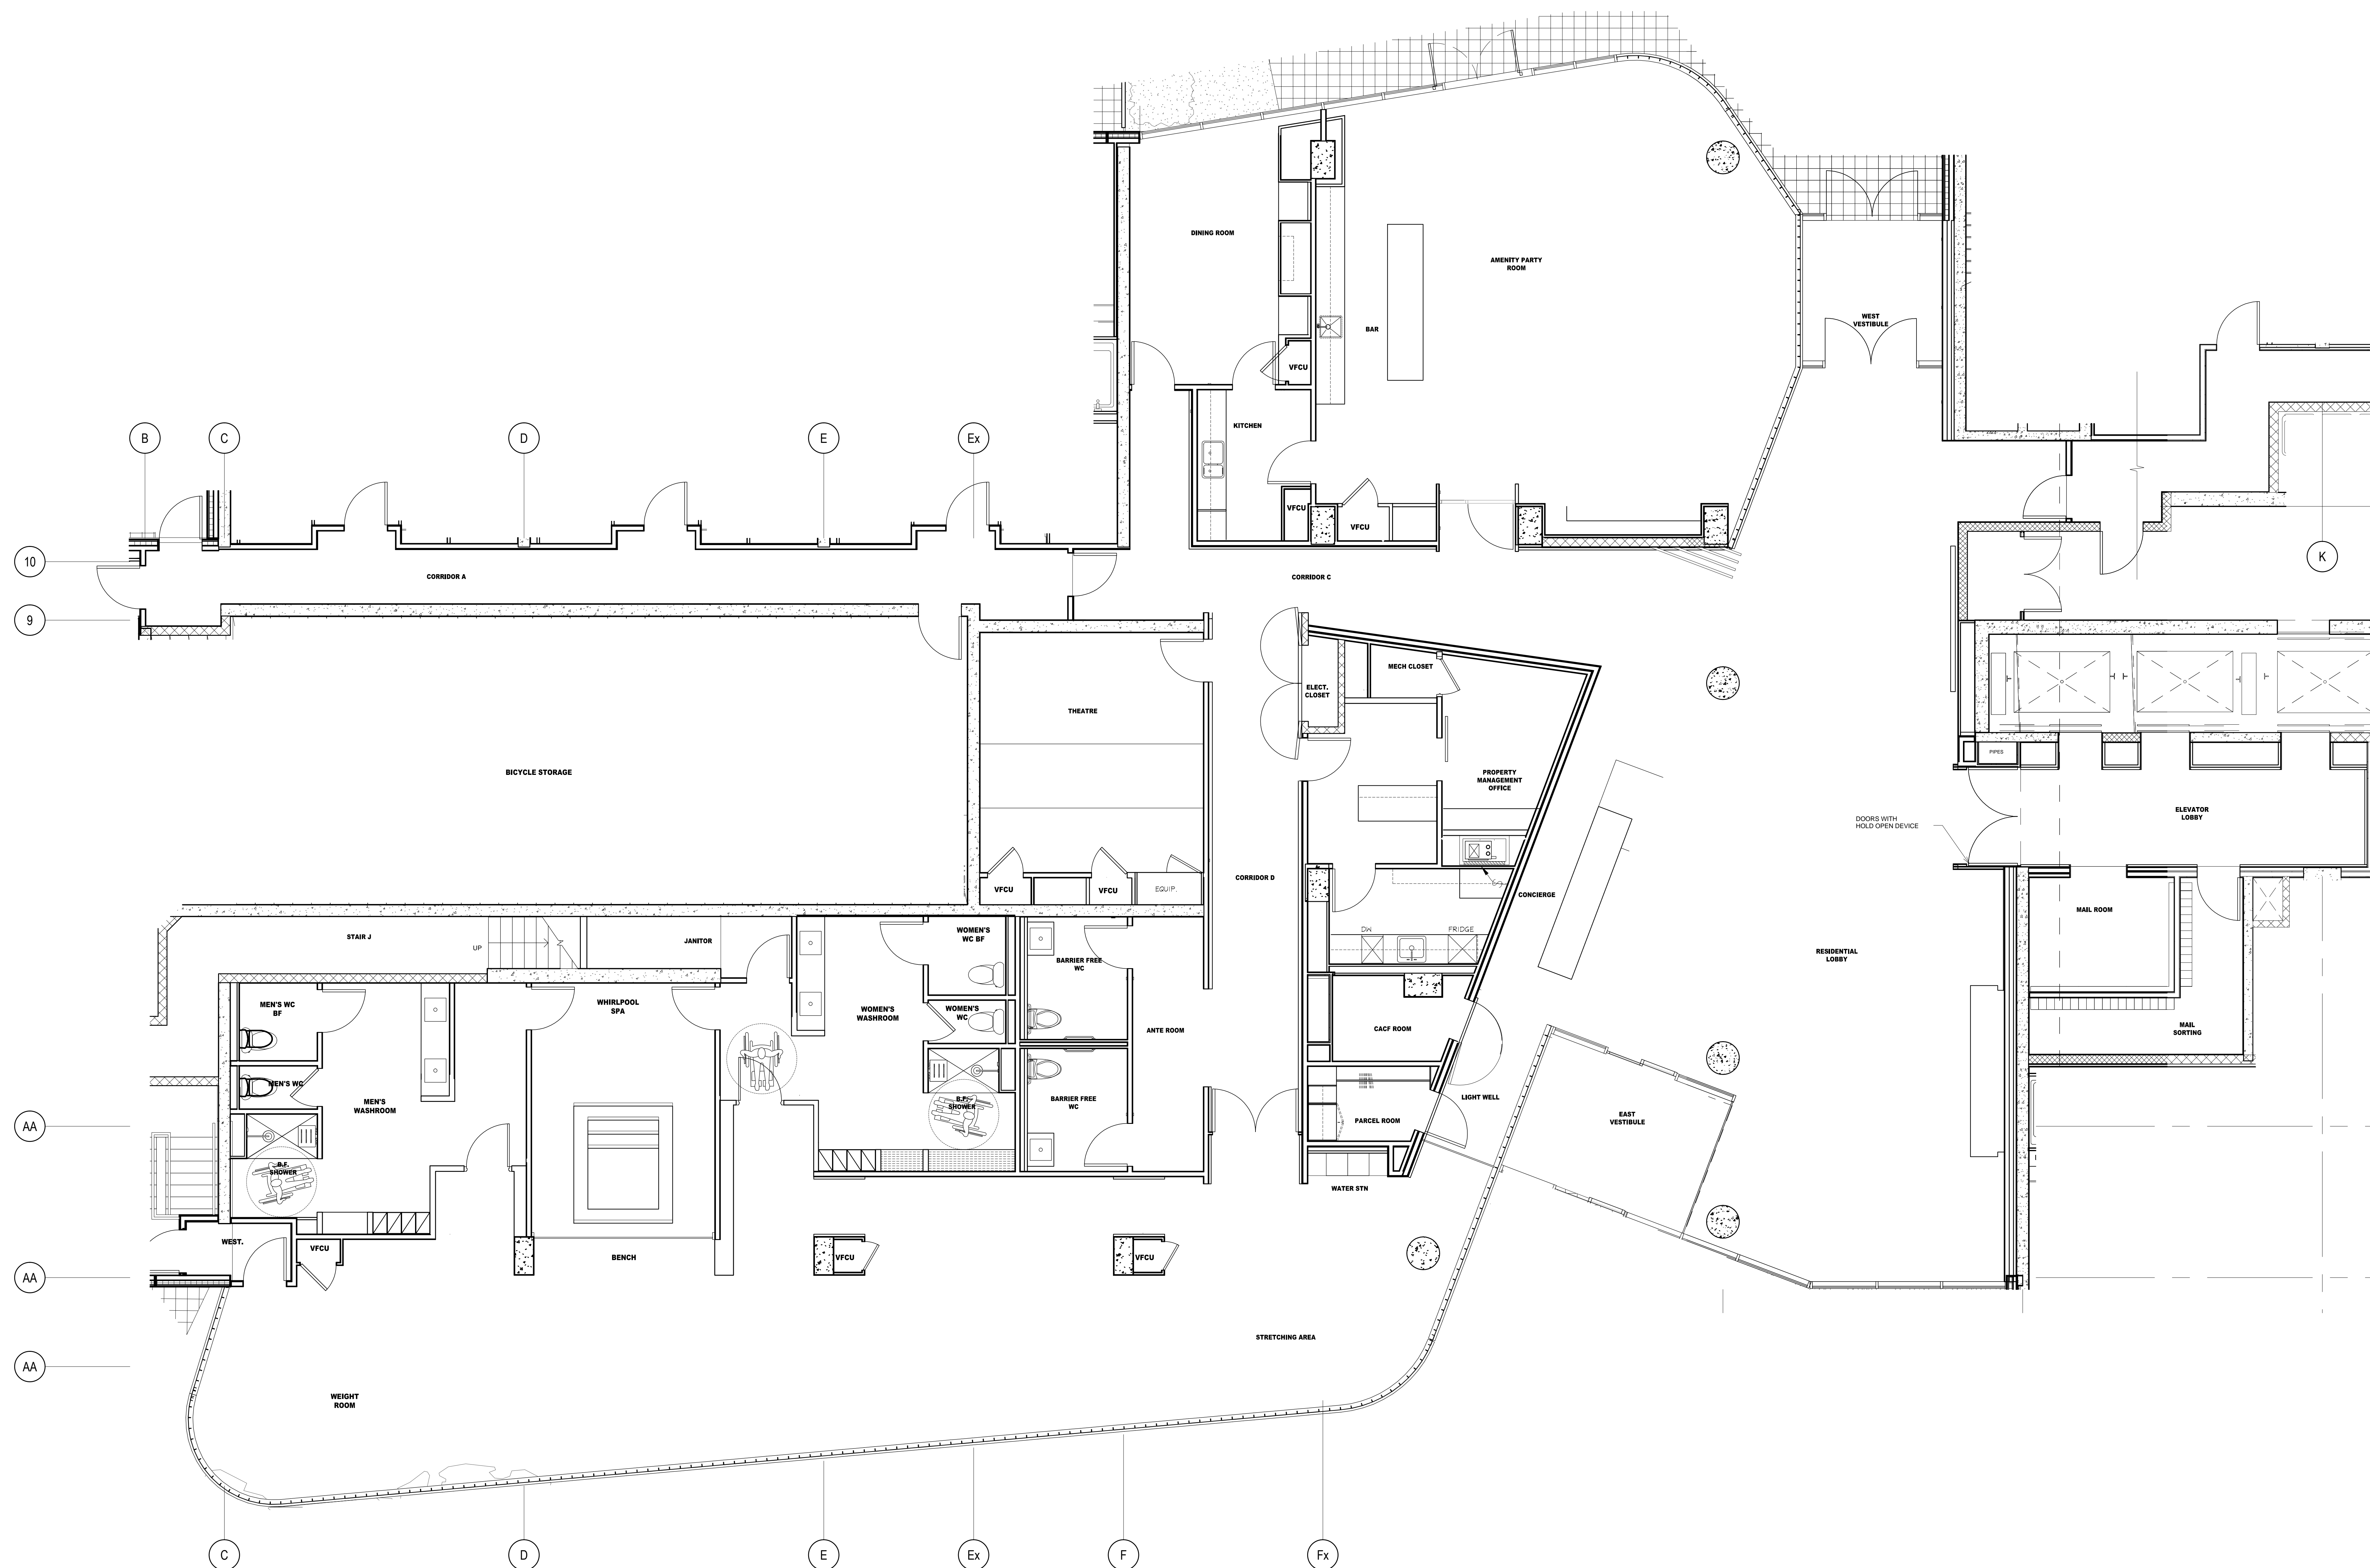 DINING ROOM
AMENITY PARTY
ROOM
BAR
WEST
VESTIBULE
VFCU
KITCHEN
VFCU
VFCU
B
C
D
E
Ex
10
9
K
CORRIDOR A
CORRIDOR C
MECH CLOSET
ELECT.
CLOSET
THEATRE
BICYCLE STORAGE
PROPERTY
MANAGEMENT
OFFICE
PIPES
ELEVATOR
LOBBY
DOORS WITH
HOLD OPEN DEVICE
VFCU
VFCU
EQUIP.
CORRIDOR D
CONCIERGE
MAIL ROOM
STAIR J
UP
JANITOR
WOMEN'S
WC BF
BARRIER FREE
WC
DW
FRIDGE
RESIDENTIAL
LOBBY
MEN'S WC
BF
WHIRLPOOL
SPA
WOMEN'S
WASHROOM
WOMEN'S
WC
ANTE ROOM
CACF ROOM
MAIL
SORTING
MEN'S WC
MEN'S
WASHROOM
B.F.
SHOWER
BARRIER FREE
WC
LIGHT WELL
PARCEL ROOM
EAST
VESTIBULE
AA
B.F.
SHOWER
WATER STN
WEST.
VFCU
BENCH
VFCU
VFCU
AA
STRETCHING AREA
AA
WEIGHT
ROOM
C
D
E
Ex
F
Fx